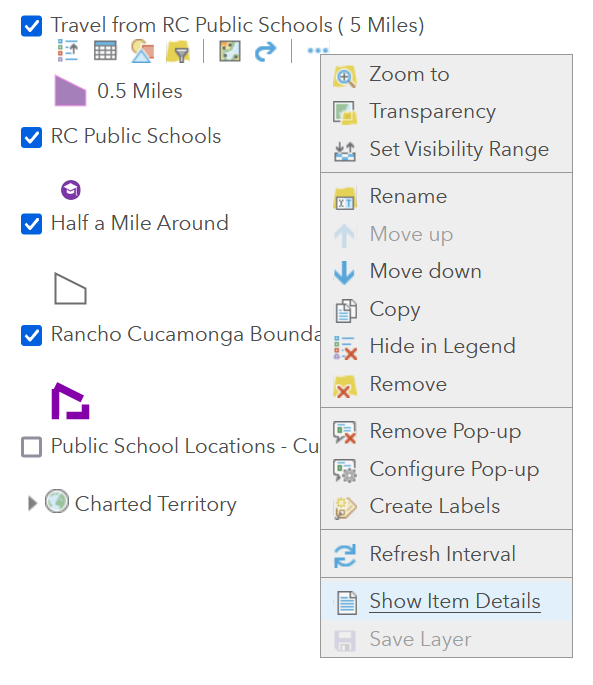 Travel from RC Public Schools ( 5 Miles)
0.5 Miles
RC Public Schools
Half a Mile Around
Rancho Cucamonga Bounda
Public School Locations - Cu
Charted Territory
Zoom to
Transparency
Set Visibility Range
Rename
Move up
Move down
Copy
Hide in Legend
Remove
Remove Pop-up
Configure Pop-up
Create Labels
Refresh Interval
Show Item Details
Save Layer